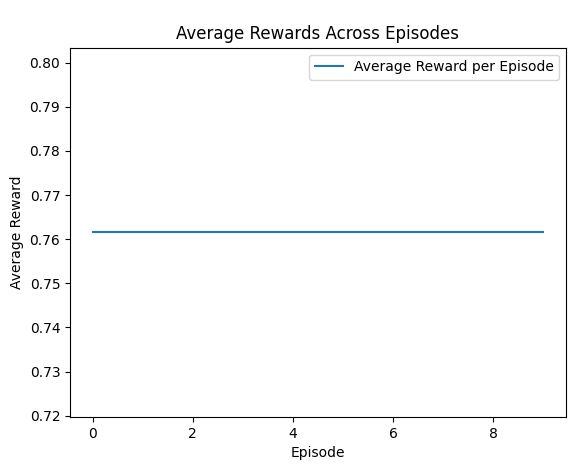 Average Rewards Across Episodes
Average Reward per Episode
Average Reward
0.80
0.79
0.78
0.77
0.76
0.75
0.74
0.73
0.72
0 2 4 6 8
Episode